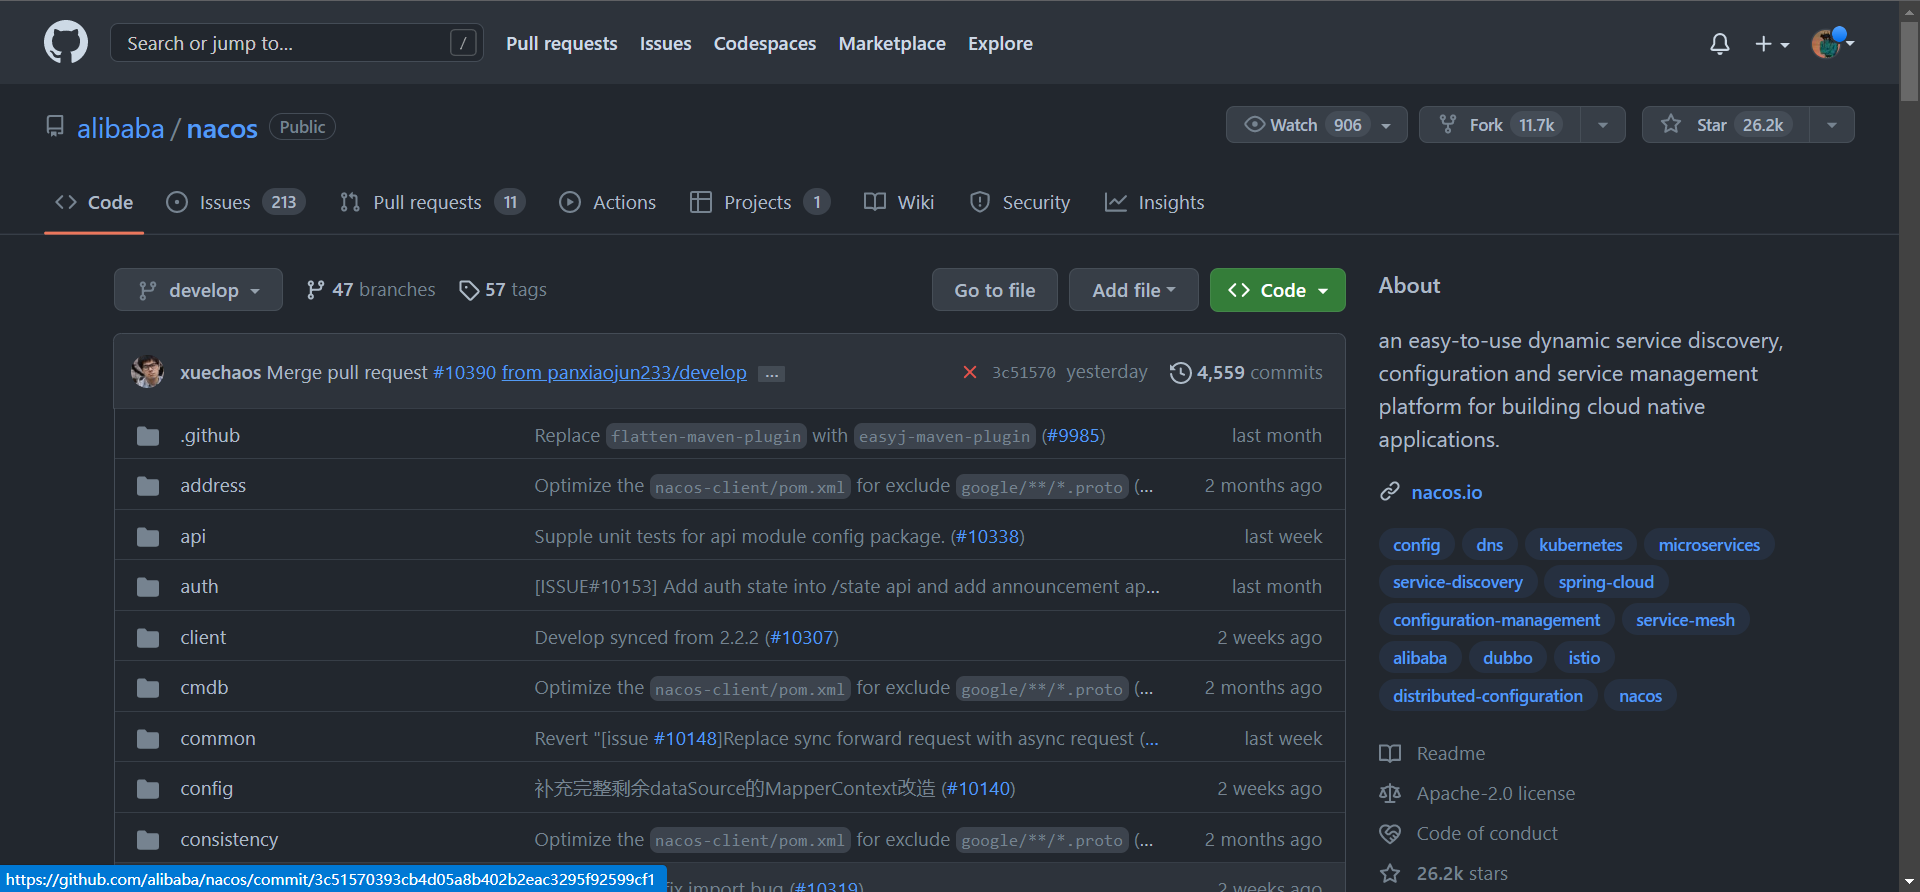 Search or jump to... /
Pull requests Issues Codespaces Marketplace Explore
alibaba / nacos Public
Watch 906 Fork 11.7k Star 26.2k
Code Issues 213 Pull requests 11 Actions Projects 1 Wiki Security Insights
develop 47 branches 57 tags Go to file Add file Code
xuechaos Merge pull request #10390 from panxiaojun233/develop ... 3c51570 yesterday 4,559 commits
.github Replace flatten-maven-plugin with easyj-maven-plugin (#9985) last month
address Optimize the nacos-client/pom.xml for exclude google/**/*.proto (... 2 months ago
api Supple unit tests for api module config package. (#10338) last week
auth [ISSUE#10153] Add auth state into /state api and add announcement ap... last month
client Develop synced from 2.2.2 (#10307) 2 weeks ago
cmdb Optimize the nacos-client/pom.xml for exclude google/**/*.proto (... 2 months ago
common Revert "[issue #10148]Replace sync forward request with async request (... last week
config 补充完整剩余dataSource的MapperContext改造 (#10140) 2 weeks ago
consistency Optimize the nacos-client/pom.xml for exclude google/**/*.proto (... 2 months ago
import bug (#10319) 2 weeks ago
https://github.com/alibaba/nacos/commit/3c51570393cb4d05a8b402b2eac3295f92599cf1
About
an easy-to-use dynamic service discovery,
configuration and service management
platform for building cloud native
applications.
nacos.io
config dns kubernetes microservices
service-discovery spring-cloud
configuration-management service-mesh
alibaba dubbo istio
distributed-configuration nacos
Readme
Apache-2.0 license
Code of conduct
26.2k stars